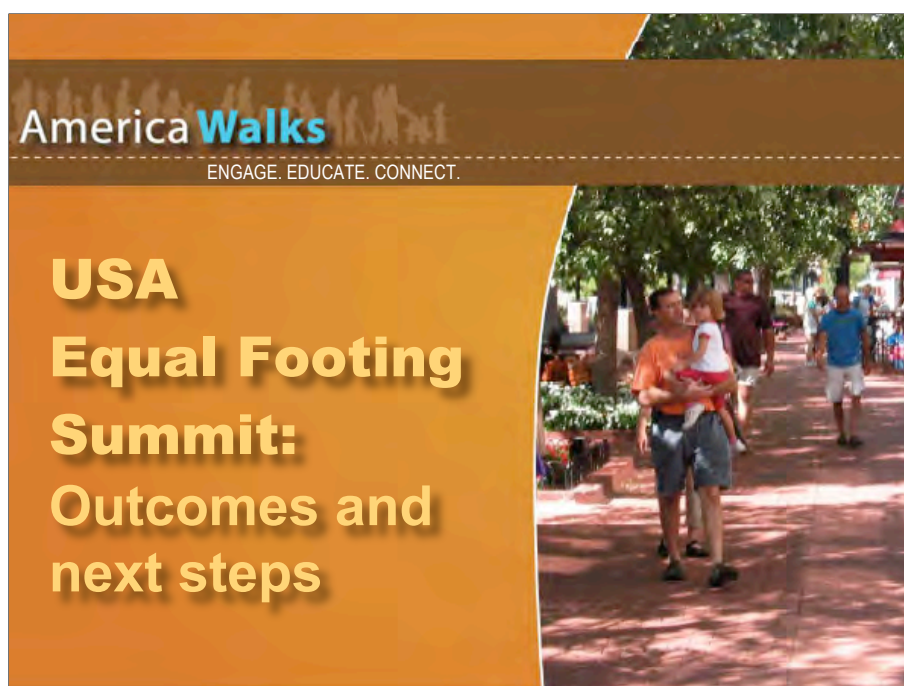 America Walks
ENGAGE. EDUCATE. CONNECT.
USA
Equal Footing
Summit:
Outcomes and
next steps